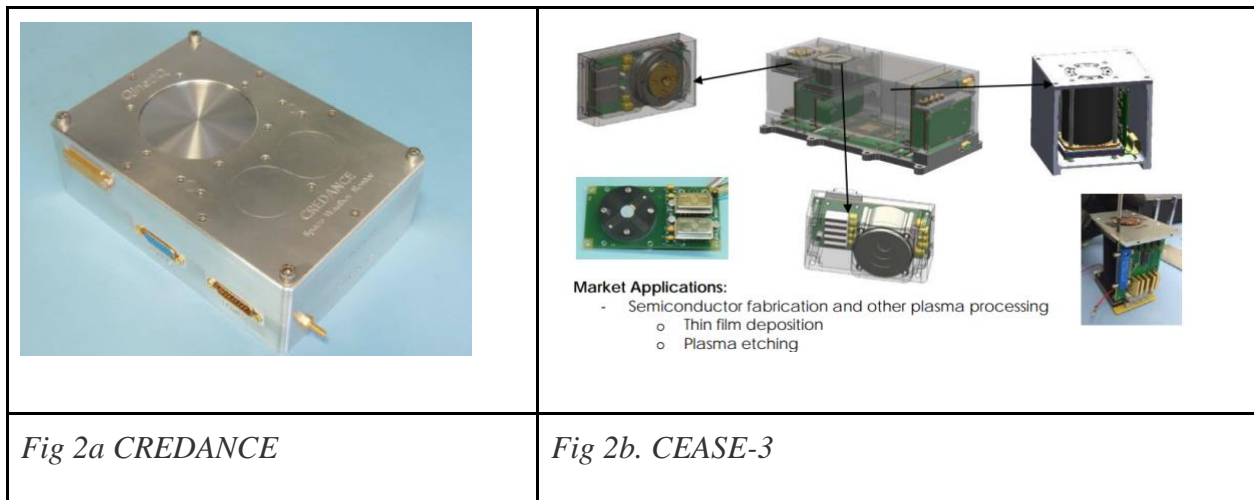 QinetiQ
CREDANCE
Space Weather Monitor
Market Applications:
- Semiconductor fabrication and other plasma processing
o Thin film deposition
o Plasma etching
Fig 2a CREDANCE
Fig 2b. CEASE-3